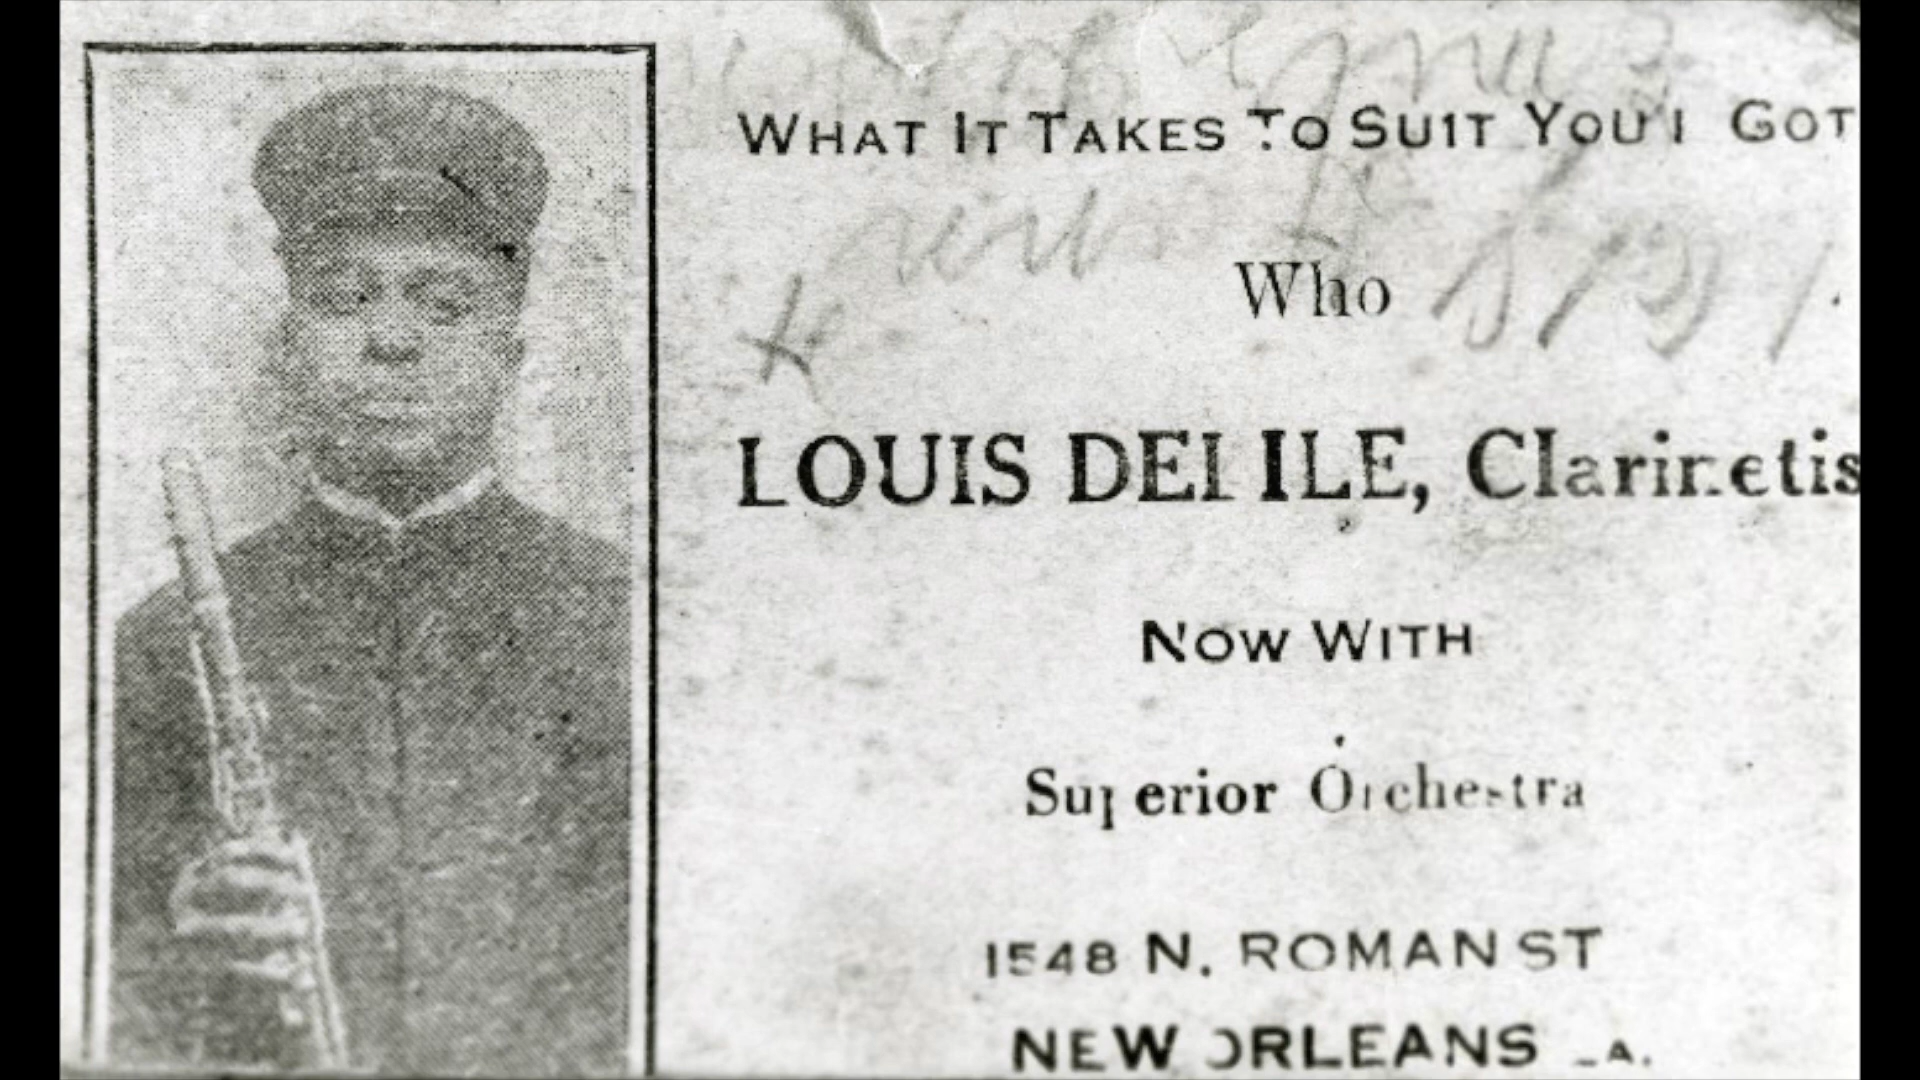 WHAT IT TAKES TO SUIT YOU I GOT
Who
LOUIS DELILE, Clarinetis
NOW WITH
Superior Orchestra
1548 N. ROMAN ST
NEW ORLEANS LA.